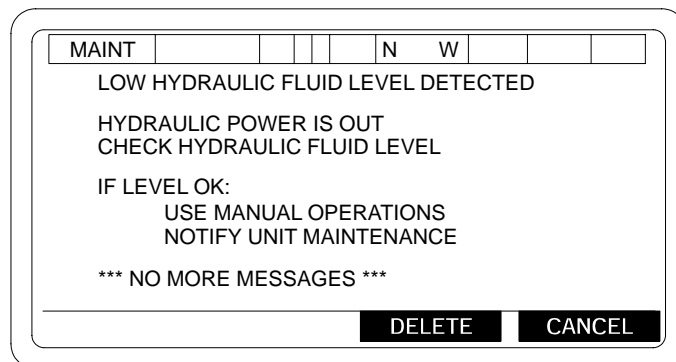 MAINT N W
LOW HYDRAULIC FLUID LEVEL DETECTED
HYDRAULIC POWER IS OUT
CHECK HYDRAULIC FLUID LEVEL
IF LEVEL OK:
USE MANUAL OPERATIONS
NOTIFY UNIT MAINTENANCE
*** NO MORE MESSAGES ***
DELETE CANCEL